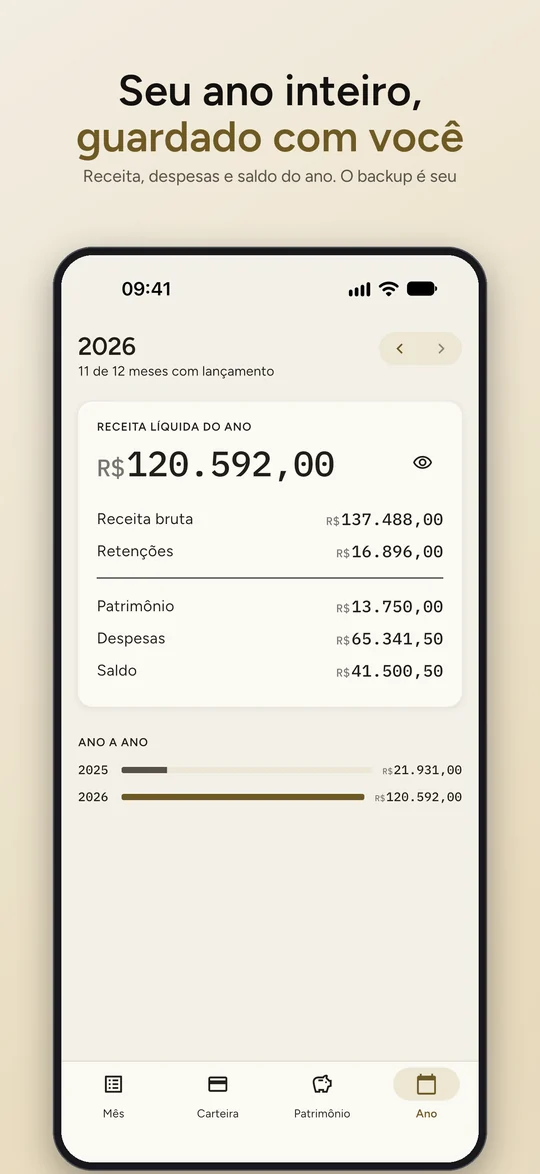 Seu ano inteiro,
guardado com você
Receita, despesas e saldo do ano. O backup é seu
09:41
2026
11 de 12 meses com lançamento
RECEITA LÍQUIDA DO ANO
R$120.592,00
Receita bruta R$137.488,00
Retenções R$16.896,00
Patrimônio R$13.750,00
Despesas R$65.341,50
Saldo R$41.500,50
ANO A ANO
2025 R$21.931,00
2026 R$120.592,00
Mês Carteira Patrimônio Ano